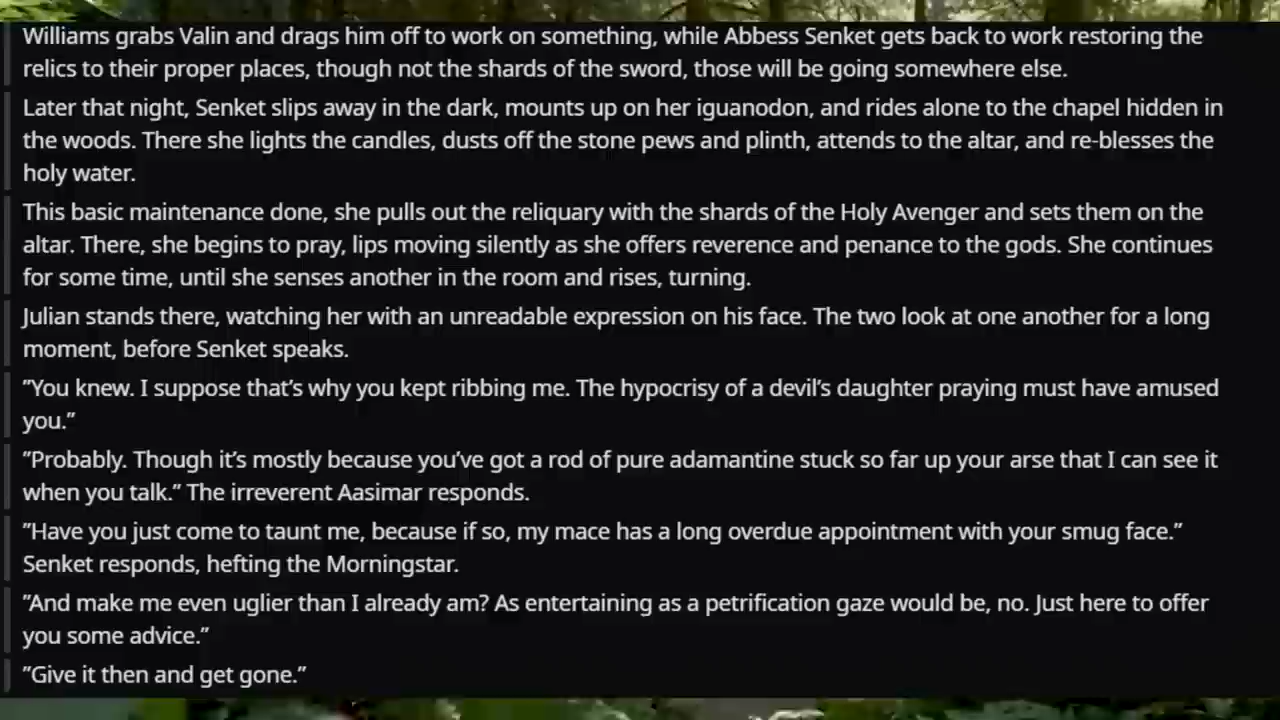 Williams grabs Valin and drags him off to work on something, while Abbess Senket gets back to work restoring the
relics to their proper places, though not the shards of the sword, those will be going somewhere else.
Later that night, Senket slips away in the dark, mounts up on her iguanodon, and rides alone to the chapel hidden in
the woods. There she lights the candles, dusts off the stone pews and plinth, attends to the altar, and re-blesses the
holy water.
This basic maintenance done, she pulls out the reliquary with the shards of the Holy Avenger and sets them on the
altar. There, she begins to pray, lips moving silently as she offers reverence and penance to the gods. She continues
for some time, until she senses another in the room and rises, turning.
Julian stands there, watching her with an unreadable expression on his face. The two look at one another for a long
moment, before Senket speaks.
"You knew. I suppose that's why you kept ribbing me. The hypocrisy of a devil's daughter praying must have amused
you."
"Probably. Though it's mostly because you've got a rod of pure adamantine stuck so far up your arse that I can see it
when you talk." The irreverent Aasimar responds.
"Have you just come to taunt me, because if so, my mace has a long overdue appointment with your smug face."
Senket responds, hefting the Morningstar.
"And make me even uglier than I already am? As entertaining as a petrification gaze would be, no. Just here to offer
you some advice."
"Give it then and get gone."